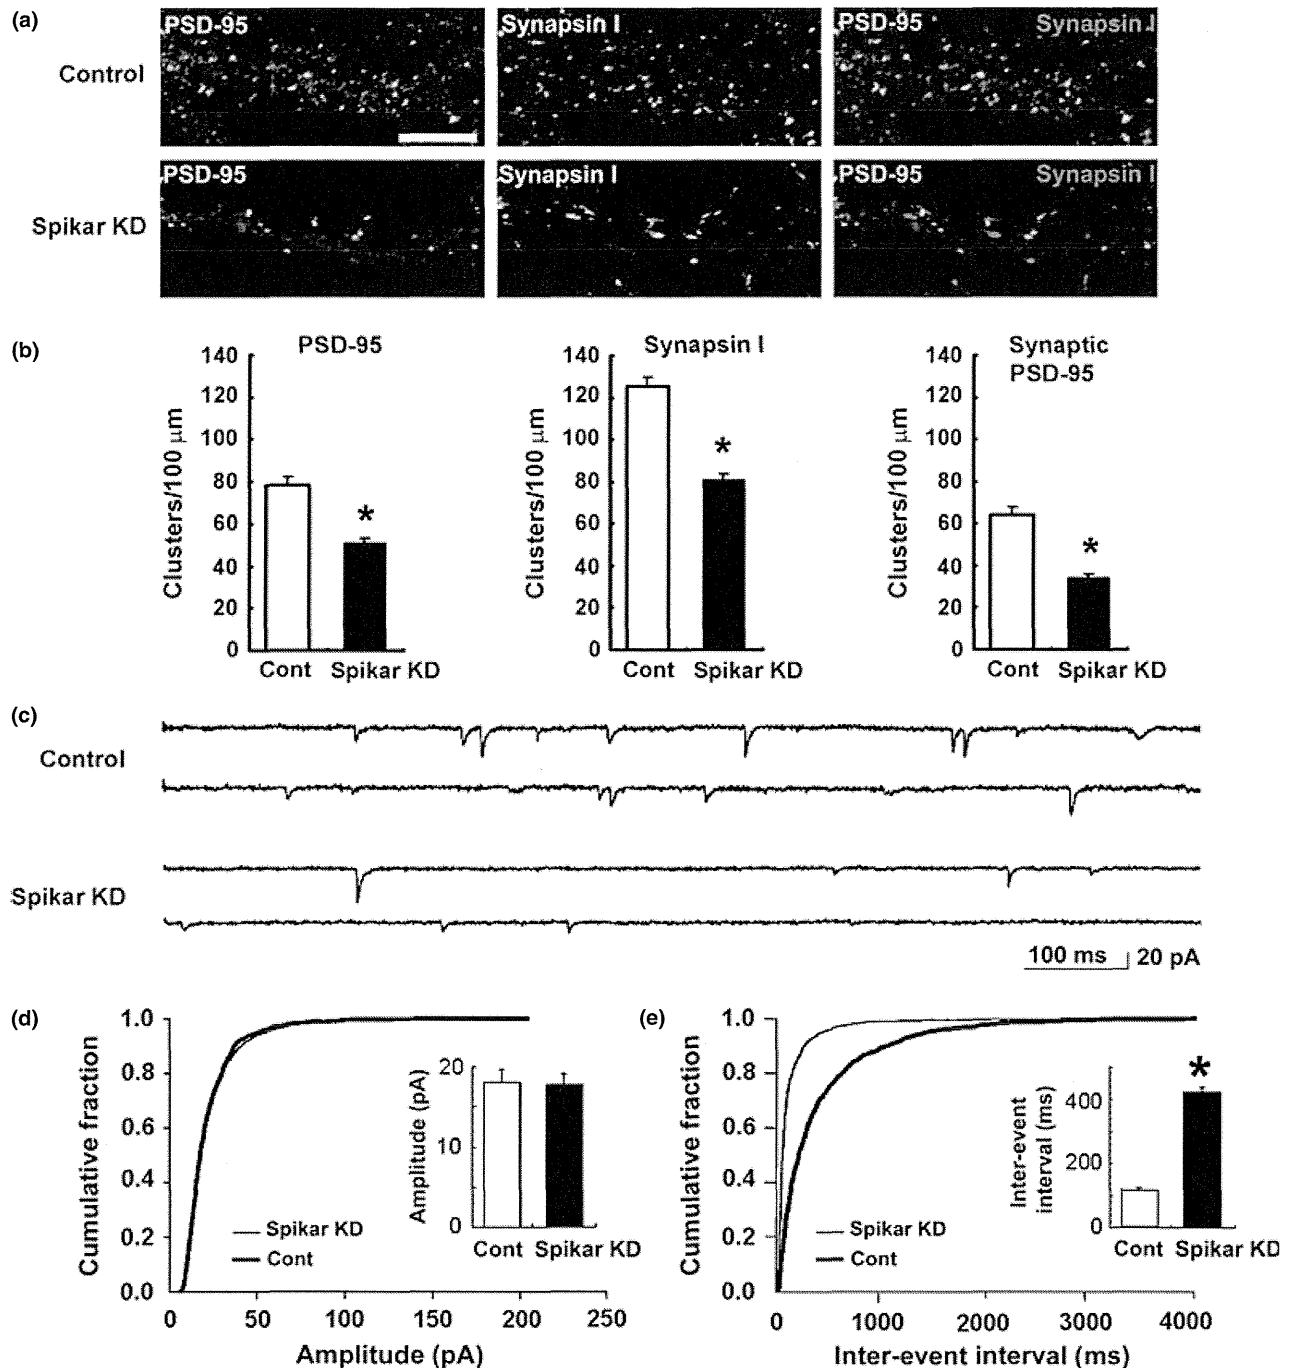 (a)
PSD-95
Synapsin I
PSD-95 Synapsin I
Control
PSD-95
Synapsin I
PSD-95 Synapsin I
Spikar KD
(b)
PSD-95
Clusters/100 μm
140
120
100
80
60
40
20
0
Cont Spikar KD
*
Synapsin I
Clusters/100 μm
140
120
100
80
60
40
20
0
Cont Spikar KD
*
Synaptic
PSD-95
Clusters/100 μm
140
120
100
80
60
40
20
0
Cont Spikar KD
*
(c)
Control
Spikar KD
100 ms 20 pA
(d)
Cumulative fraction
1.0
0.8
0.6
0.4
0.2
0.0
0 50 100 150 200 250
Amplitude (pA)
Spikar KD
Cont
Amplitude (pA)
20
10
0
Cont Spikar KD
(e)
Cumulative fraction
1.0
0.8
0.6
0.4
0.2
0.0
0 1000 2000 3000 4000
Inter-event interval (ms)
Spikar KD
Cont
Inter-event
interval (ms)
400
200
0
*
Cont Spikar KD